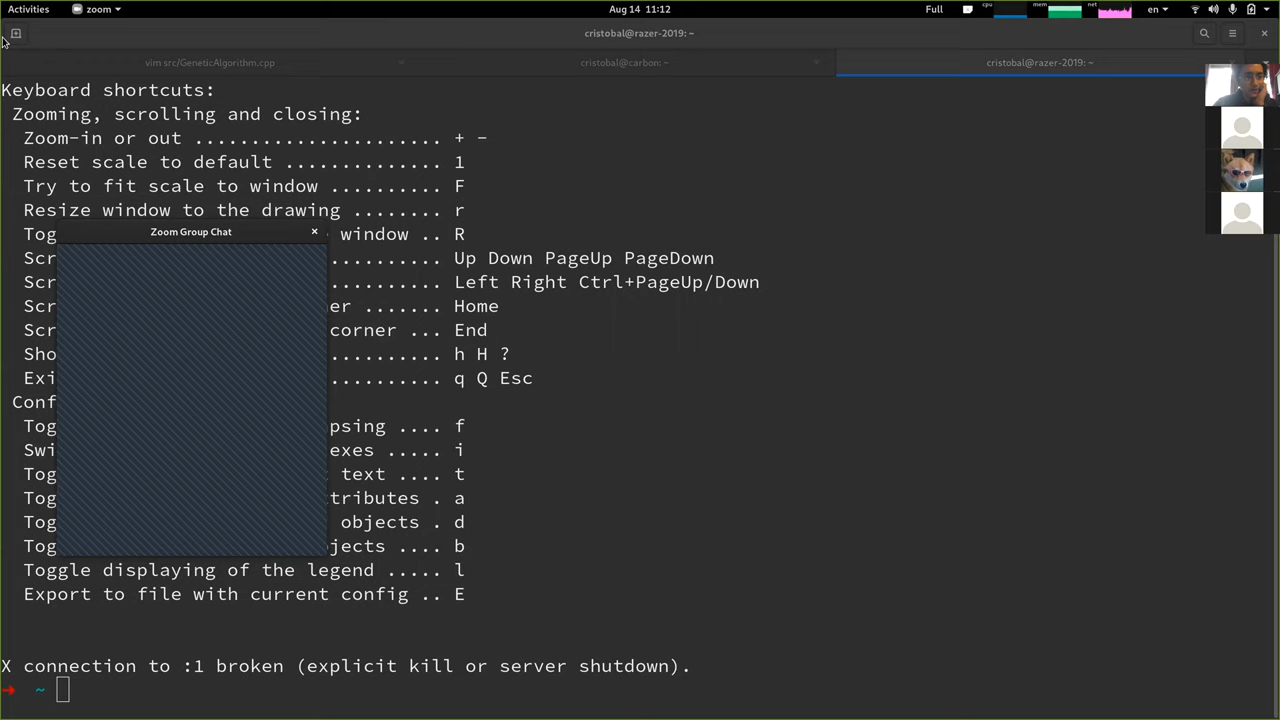 Activities zoom Aug 14 11:12 Full cpu mem net en
cristobal@razer-2019: ~
vim src/GeneticAlgorithm.cpp cristobal@carbon: ~ cristobal@razer-2019: ~
Keyboard shortcuts:
Zooming, scrolling and closing:
Zoom-in or out ...................... + -
Reset scale to default .............. 1
Try to fit scale to window .......... F
Resize window to the drawing ........ r
Tog window .. R
Zoom Group Chat ×
Scr .......... Up Down PageUp PageDown
Scr .......... Left Right Ctrl+PageUp/Down
Scr er ....... Home
Scr corner ... End
Sho .......... h H ?
Exi .......... q Q Esc
Conf
Tog psing .... f
Swi exes ..... i
Tog text .... t
Tog tributes . a
Tog objects . d
Tog jects .... b
Toggle displaying of the legend ..... l
Export to file with current config .. E
X connection to :1 broken (explicit kill or server shutdown).
➜ ~